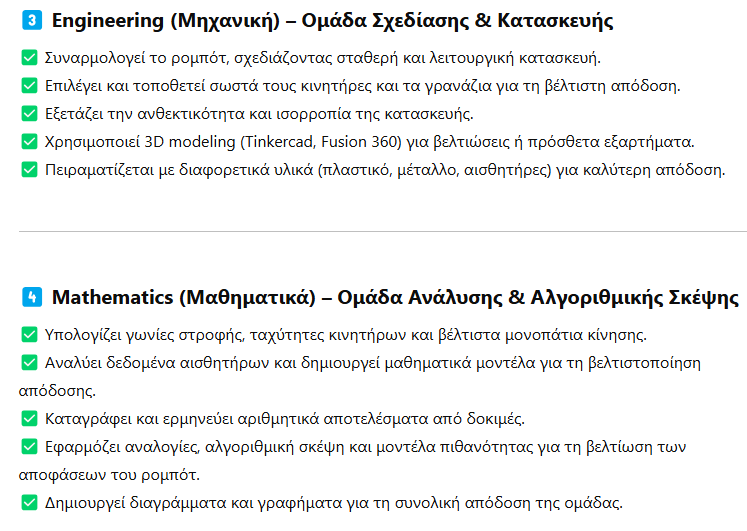 3 Engineering (Μηχανική) – Ομάδα Σχεδίασης & Κατασκευής
✅ Συναρμολογεί το ρομπότ, σχεδιάζοντας σταθερή και λειτουργική κατασκευή.
✅ Επιλέγει και τοποθετεί σωστά τους κινητήρες και τα γρανάζια για τη βέλτιστη απόδοση.
✅ Εξετάζει την ανθεκτικότητα και ισορροπία της κατασκευής.
✅ Χρησιμοποιεί 3D modeling (Tinkercad, Fusion 360) για βελτιώσεις ή πρόσθετα εξαρτήματα.
✅ Πειραματίζεται με διαφορετικά υλικά (πλαστικό, μέταλλο, αισθητήρες) για καλύτερη απόδοση.
4 Mathematics (Μαθηματικά) – Ομάδα Ανάλυσης & Αλγοριθμικής Σκέψης
✅ Υπολογίζει γωνίες στροφής, ταχύτητες κινητήρων και βέλτιστα μονοπάτια κίνησης.
✅ Αναλύει δεδομένα αισθητήρων και δημιουργεί μαθηματικά μοντέλα για τη βελτιστοποίηση
απόδοσης.
✅ Καταγράφει και ερμηνεύει αριθμητικά αποτελέσματα από δοκιμές.
✅ Εφαρμόζει αναλογίες, αλγοριθμική σκέψη και μοντέλα πιθανότητας για τη βελτίωση των
αποφάσεων του ρομπότ.
✅ Δημιουργεί διαγράμματα και γραφήματα για τη συνολική απόδοση της ομάδας.